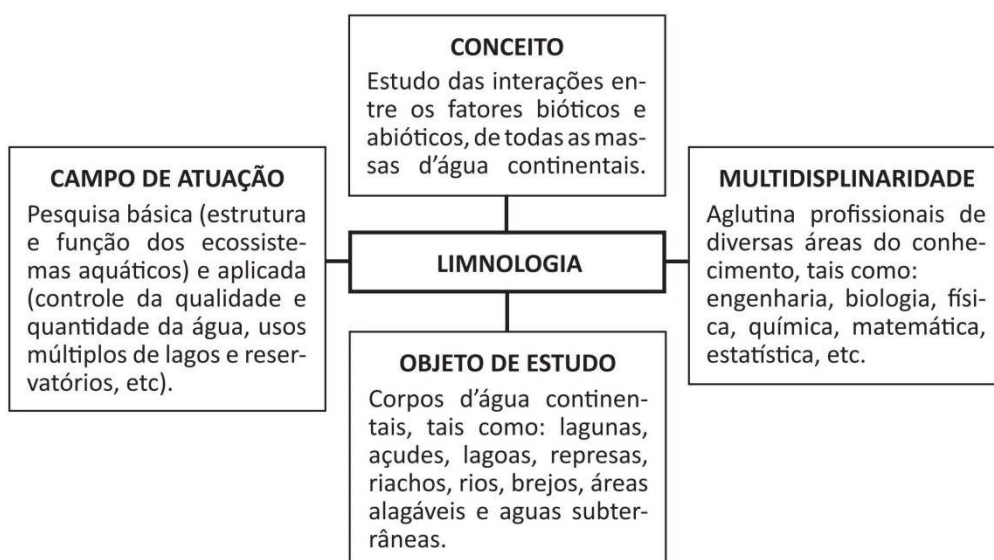 CONCEITO
Estudo das interações en-
tre os fatores bióticos e
abióticos, de todas as mas-
sas d’água continentais.
CAMPO DE ATUAÇÃO
Pesquisa básica (estrutura
e função dos ecossiste-
mas aquáticos) e aplicada
(controle da qualidade e
quantidade da água, usos
múltiplos de lagos e reser-
vatórios, etc).
LIMNOLOGIA
MULTIDISPLINARIDADE
Aglutina profissionais de
diversas áreas do conhe-
cimento, tais como:
engenharia, biologia, físi-
ca, química, matemática,
estatística, etc.
OBJETO DE ESTUDO
Corpos d’água continen-
tais, tais como: lagunas,
açudes, lagoas, represas,
riachos, rios, brejos, áreas
alagáveis e aguas subter-
râneas.